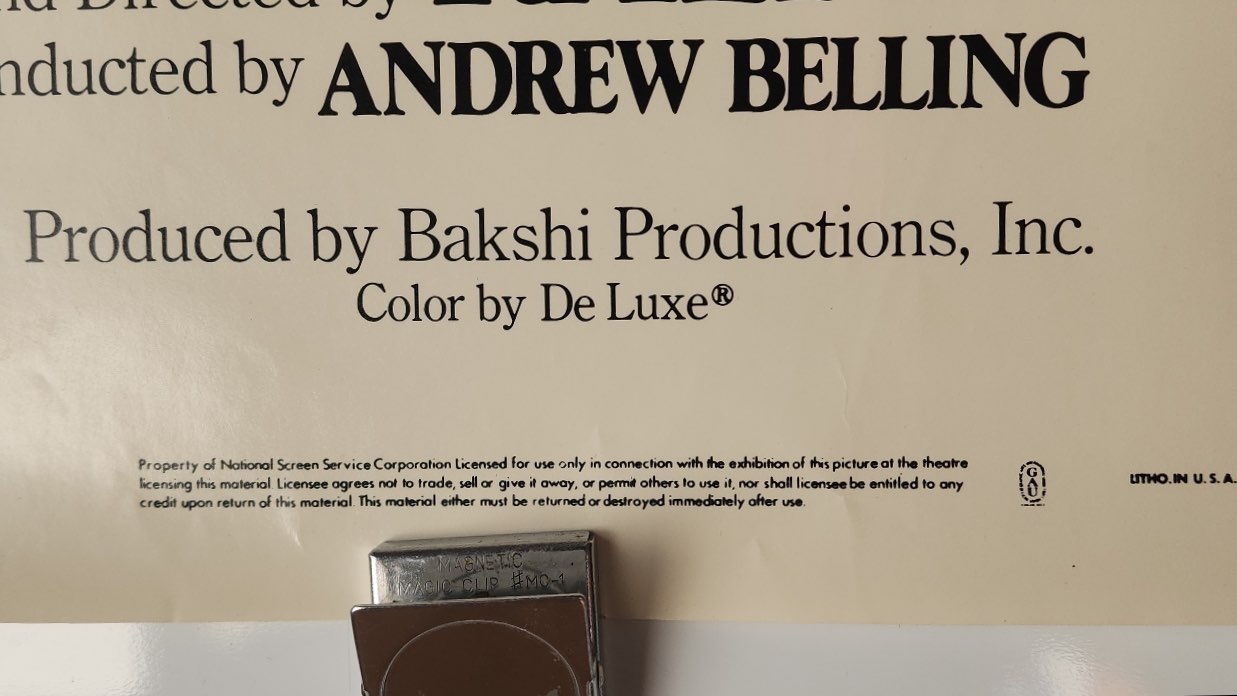 nd Directed by
nducted by ANDREW BELLING
Produced by Bakshi Productions, Inc.
Color by De Luxe®
Property of National Screen Service Corporation Licensed for use only in connection with the exhibition of this picture at the theatre
licensing this material. Licensee agrees not to trade, sell or give it away, or permit others to use it, nor shall licensee be entitled to any
credit upon return of this material. This material either must be returned or destroyed immediately after use.
GAU
LITHO. IN U. S. A.
MAGNETIC
MAGIC CLIP #MC-1